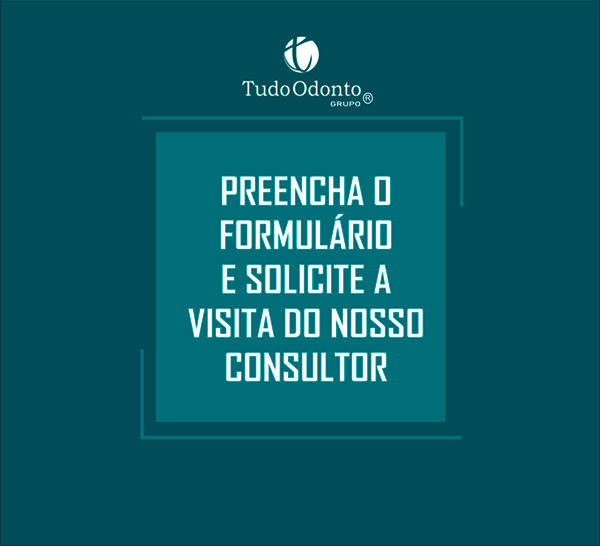 TudoOdonto
GRUPO ®
PREENCHA O
FORMULÁRIO
E SOLICITE A
VISITA DO NOSSO
CONSULTOR